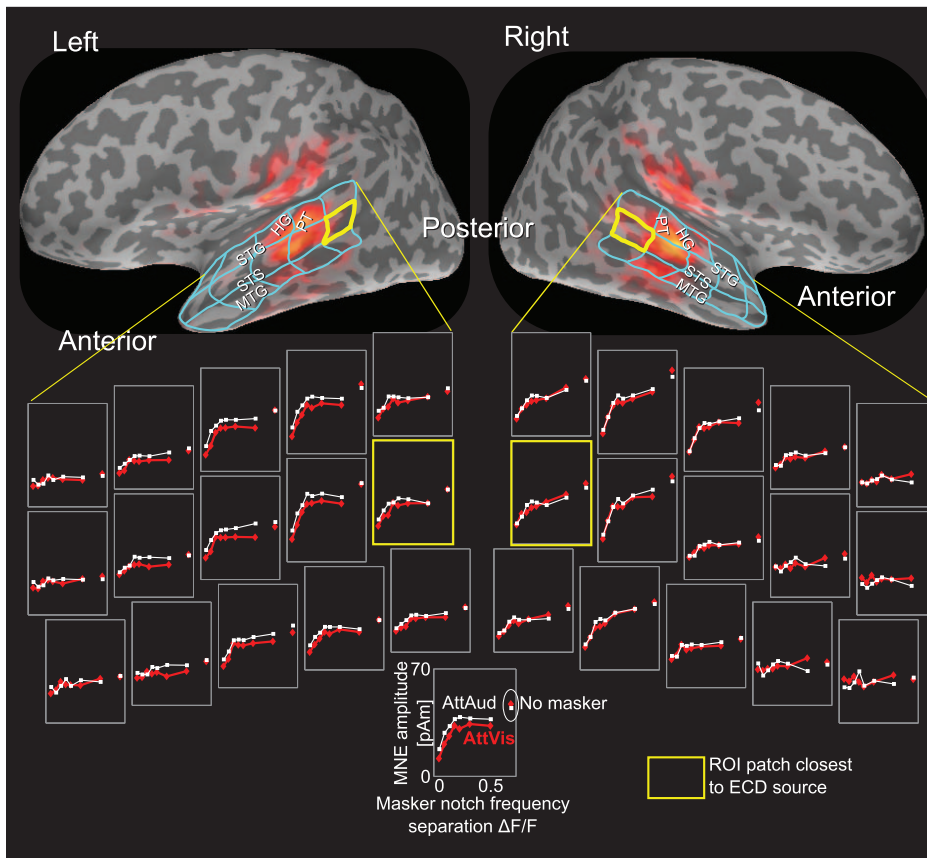 Left
Right
HG
PT
STG
STS
MTG
Posterior
PT
HG
STG
STS
MTG
Anterior
Anterior
70
MNE amplitude
[pAm]
0
AttAud
No masker
AttVis
0
0.5
Masker notch frequency
separation ΔF/F
ROI patch closest
to ECD source